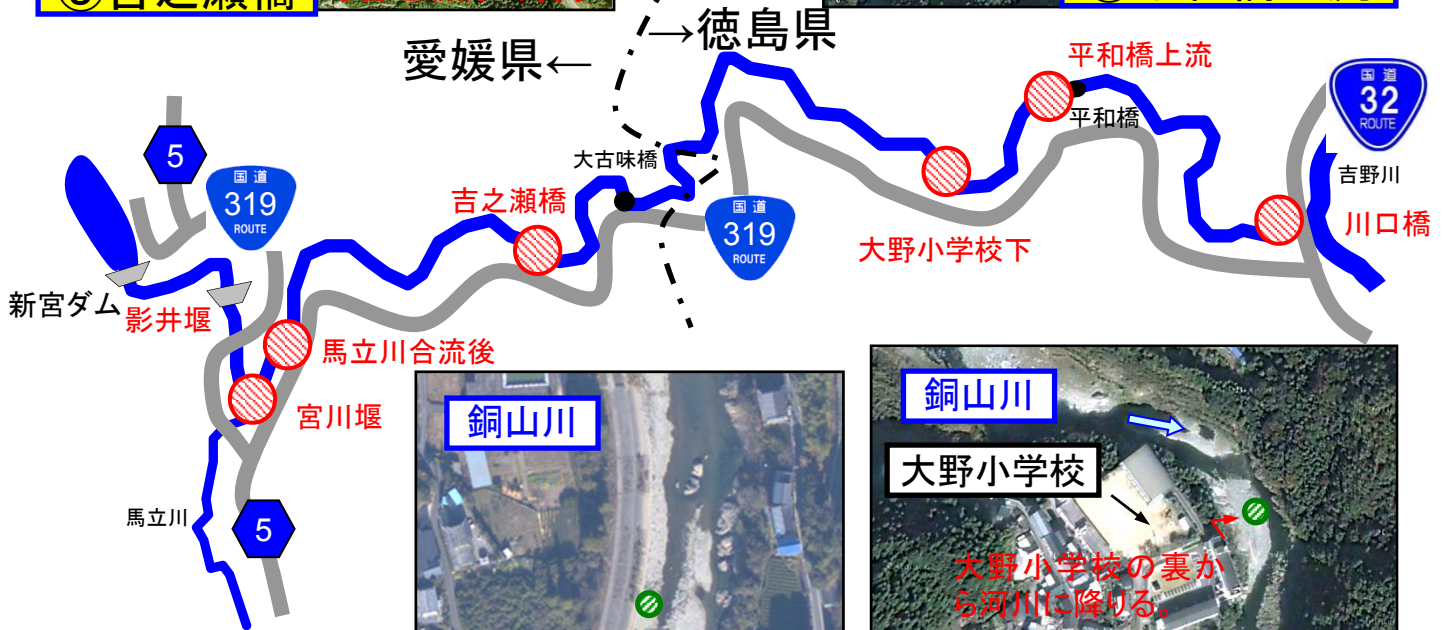 吉之瀬橋
→徳島県
愛媛県←
平和橋上流
国道
32
ROUTE
平和橋
大古味橋
5
国道
319
ROUTE
吉野川
吉之瀬橋
国道
319
ROUTE
川口橋
大野小学校下
新宮ダム
影井堰
馬立川合流後
宮川堰
銅山川
銅山川
大野小学校
馬立川
5
大野小学校の裏か
ら河川に降りる。